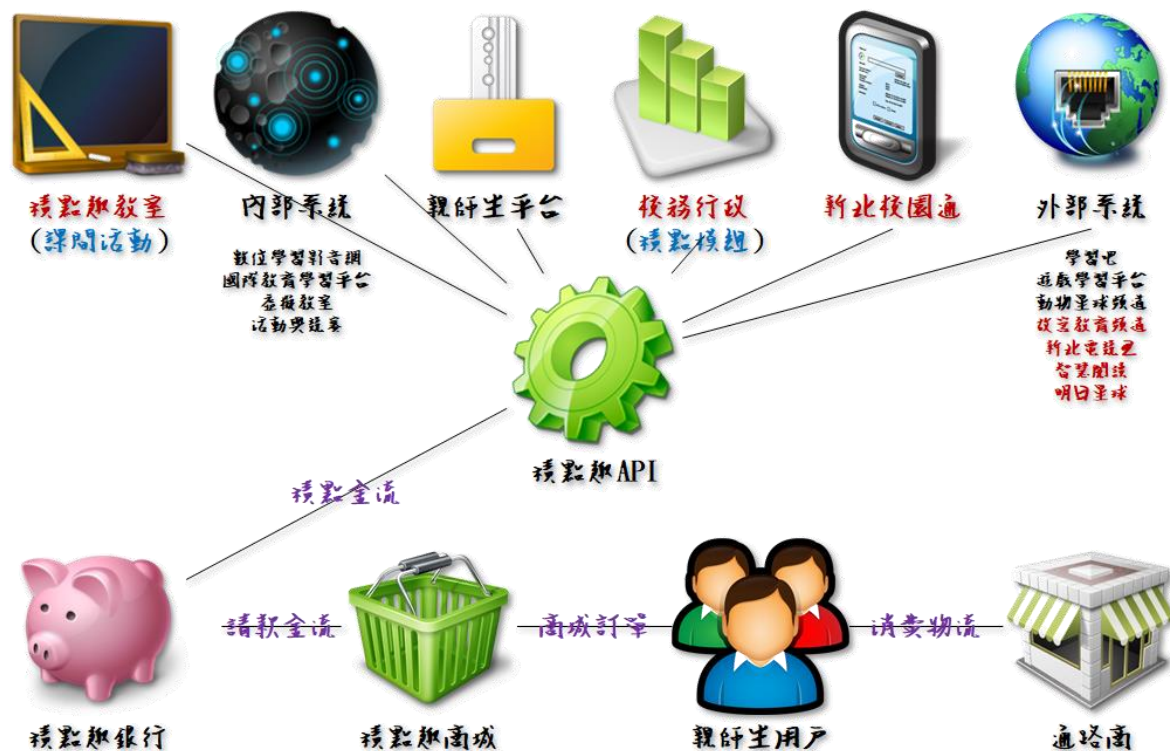 積點趣教室
(課間活動)
內部系統
數位學習影音網
國際教育學習平台
虛擬教室
活動與競賽
親師生平台
校務行政
(積點模組)
新北校園通
外部系統
學習吧
遊戲學習平台
動物星球頻道
改客教育頻道
新北電競王
智慧閱讀
明日星球
積點趣API
積點金流
請款金流
商城訂單
消費物流
積點趣銀行
積點趣商城
親師生用戶
通路商